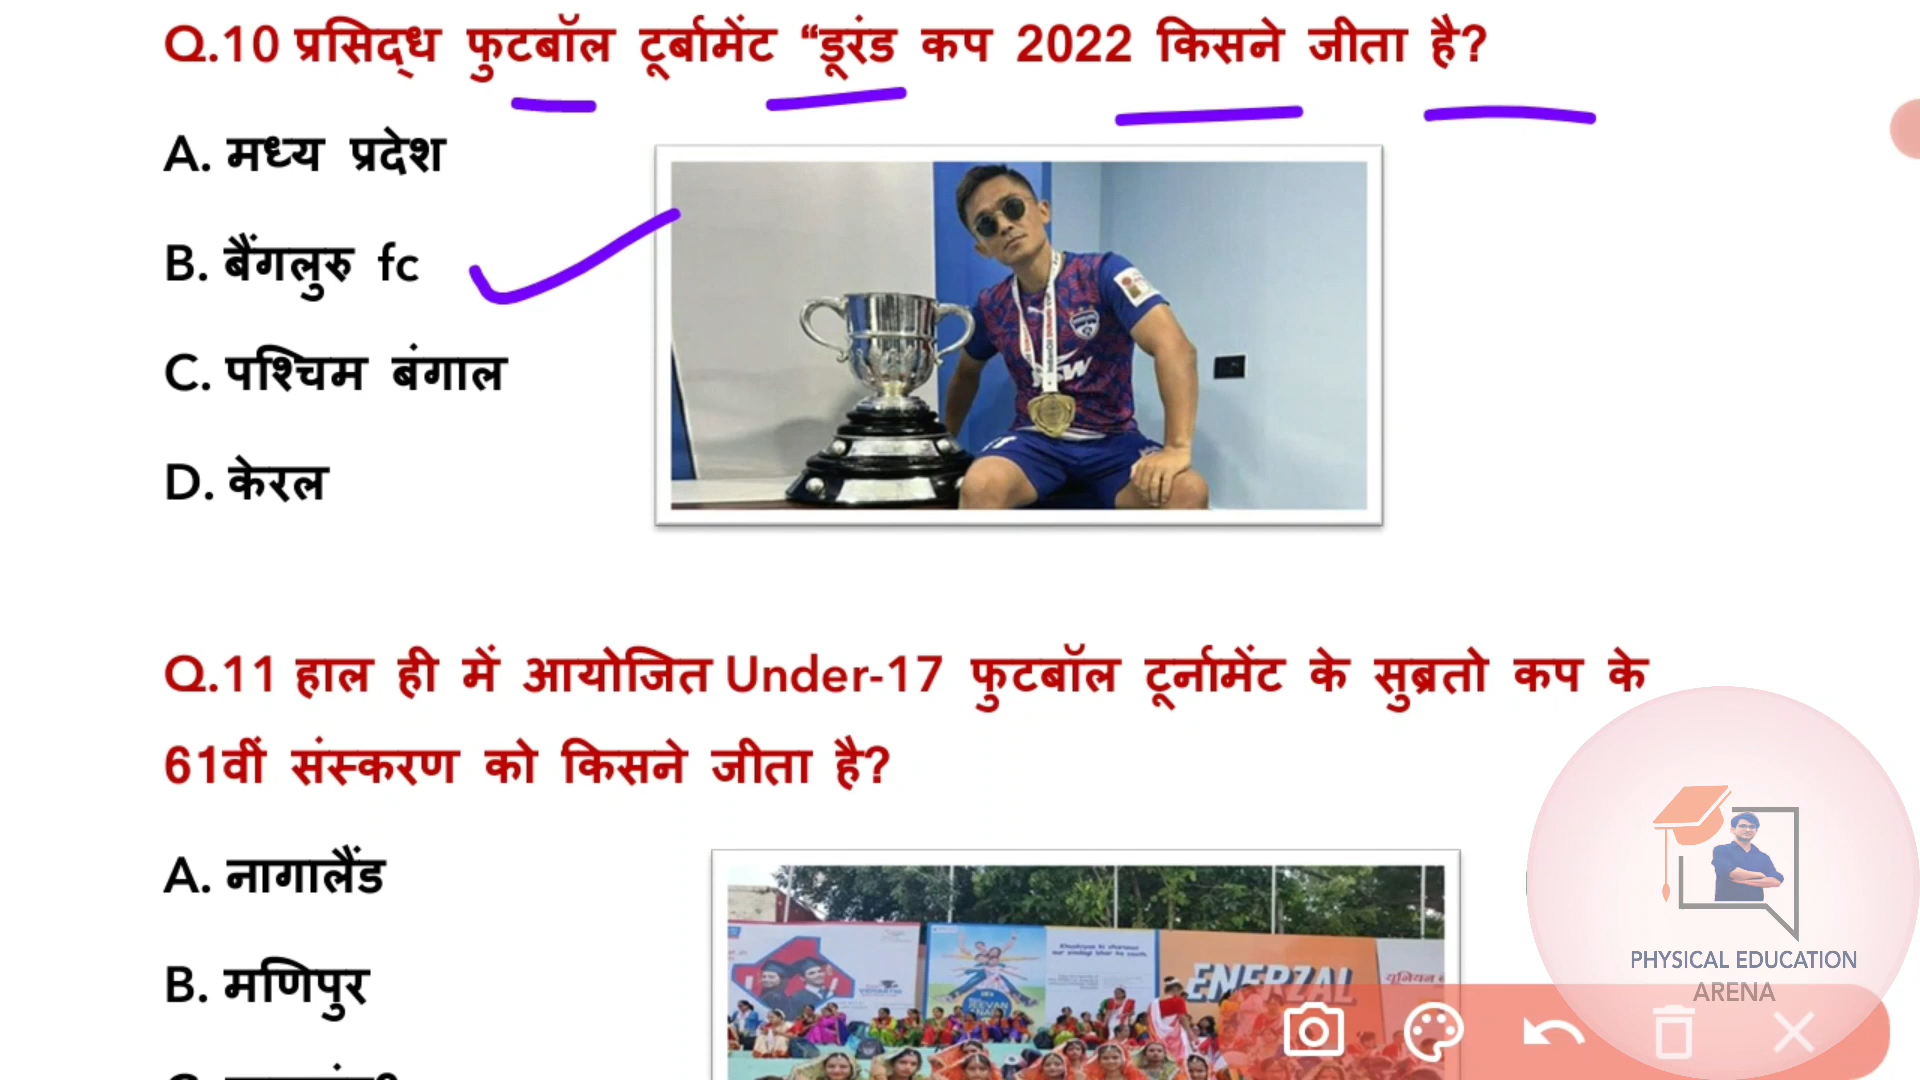 Q.10 प्रसिद्ध फुटबॉल टूर्बामेंट “डूरंड कप 2022 किसने जीता है?
A. मध्य प्रदेश
B. बैंगलुरु fc
C. पश्चिम बंगाल
D. केरल
Q.11 हाल ही में आयोजित Under-17 फुटबॉल टूर्नामेंट के सुब्रतो कप के
61वीं संस्करण को किसने जीता है?
A. नागालैंड
B. मणिपुर
ENERZAL
यूनियन
PHYSICAL EDUCATION
ARENA